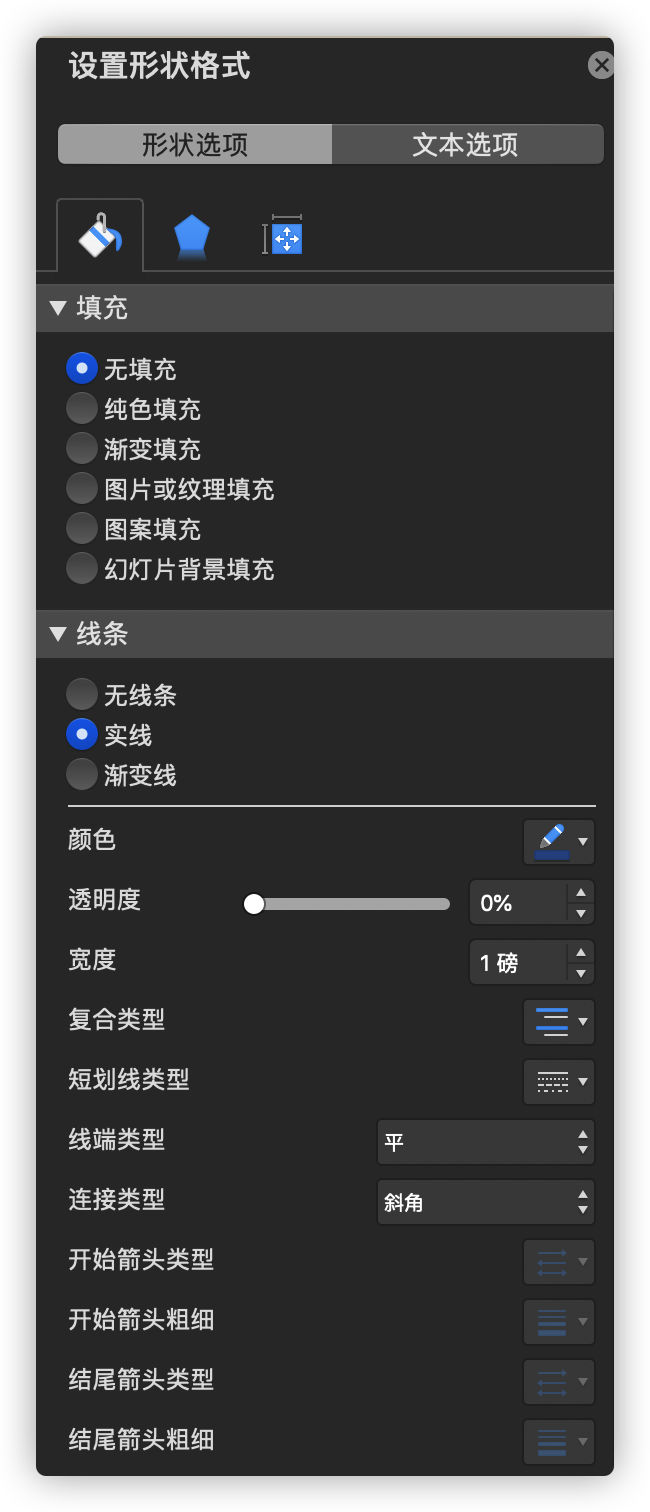 设置形状格式
形状选项 文本选项
填充
无填充
纯色填充
渐变填充
图片或纹理填充
图案填充
幻灯片背景填充
线条
无线条
实线
渐变线
颜色
透明度 0%
宽度 1 磅
复合类型
短划线类型
线端类型 平
连接类型 斜角
开始箭头类型
开始箭头粗细
结尾箭头类型
结尾箭头粗细